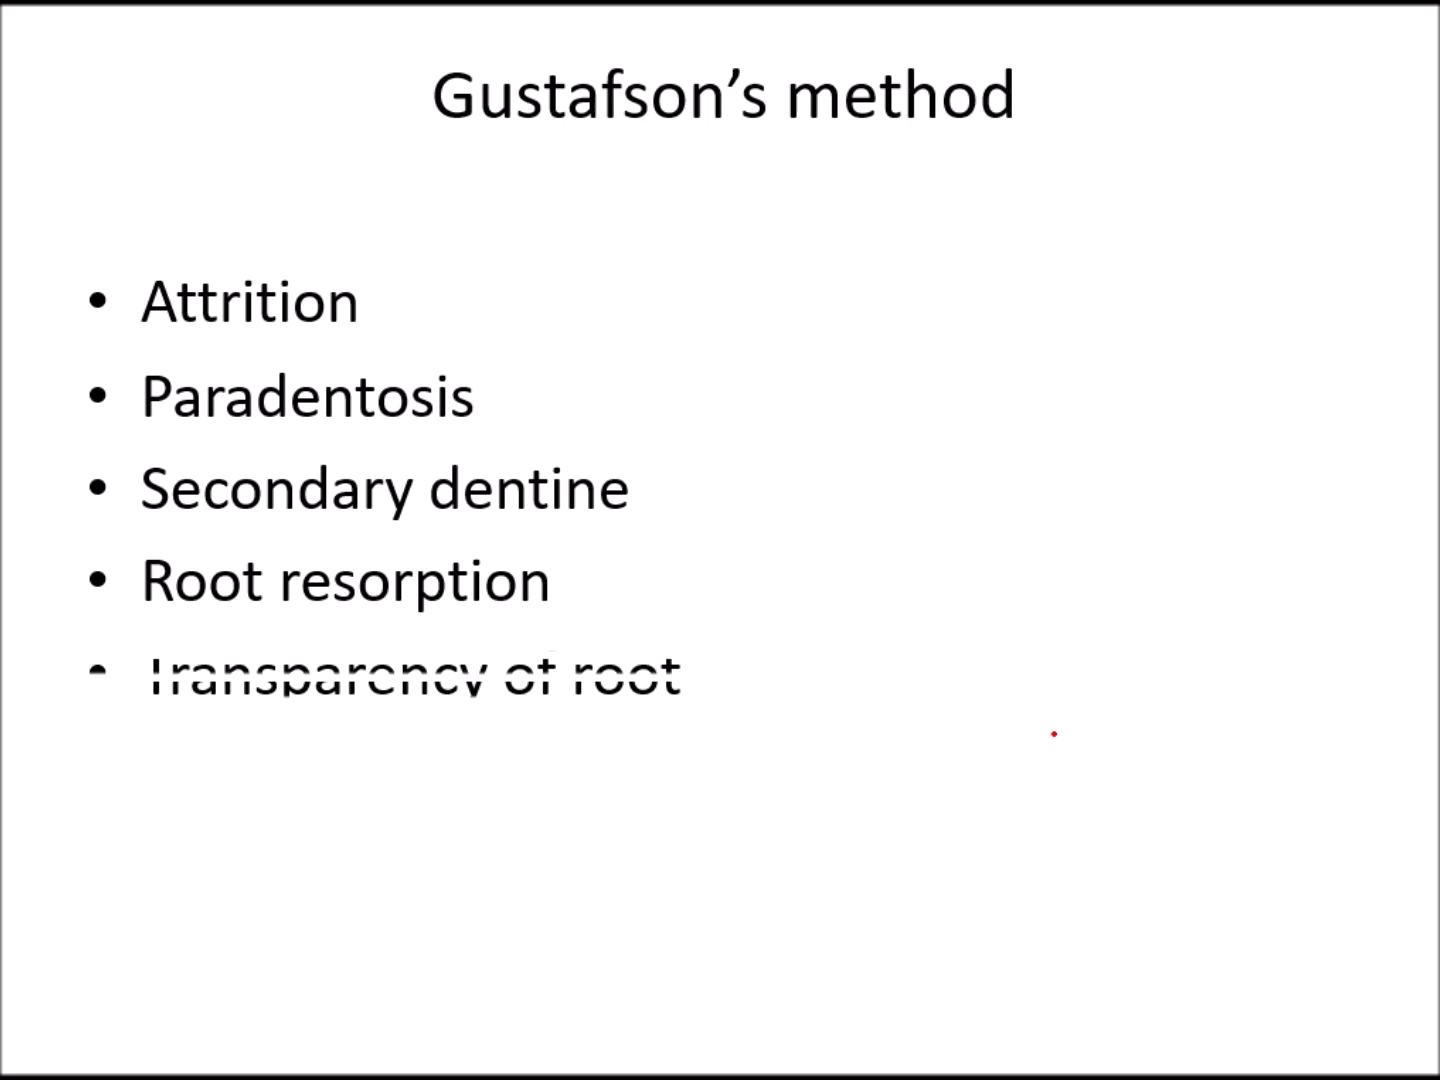 Gustafson’s method
• Attrition
• Paradentosis
• Secondary dentine
• Root resorption
• Transparency of root